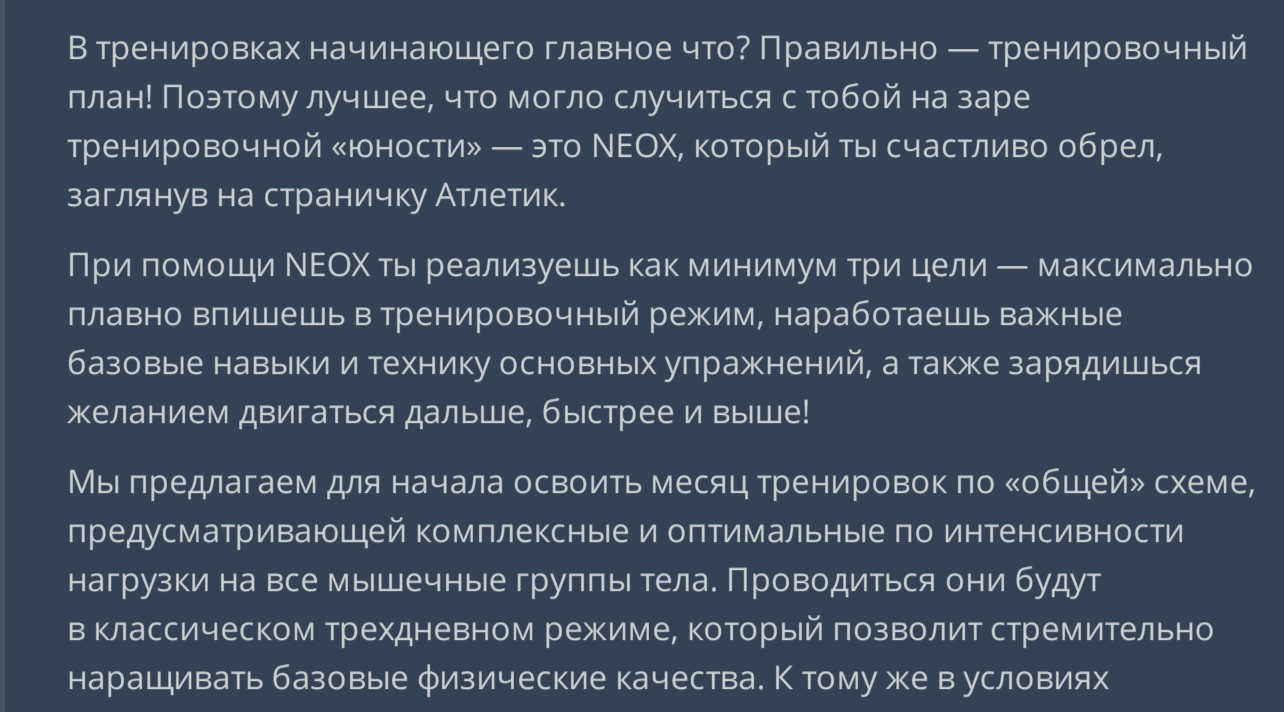 В тренировках начинающего главное что? Правильно — тренировочный
план! Поэтому лучшее, что могло случиться с тобой на заре
тренировочной «юности» — это NEOX, который ты счастливо обрел,
заглянув на страничку Атлетик.
При помощи NEOX ты реализуешь как минимум три цели — максимально
плавно впишешь в тренировочный режим, наработаешь важные
базовые навыки и технику основных упражнений, а также зарядишься
желанием двигаться дальше, быстрее и выше!
Мы предлагаем для начала освоить месяц тренировок по «общей» схеме,
предусматривающей комплексные и оптимальные по интенсивности
нагрузки на все мышечные группы тела. Проводиться они будут
в классическом трехдневном режиме, который позволит стремительно
наращивать базовые физические качества. К тому же в условиях